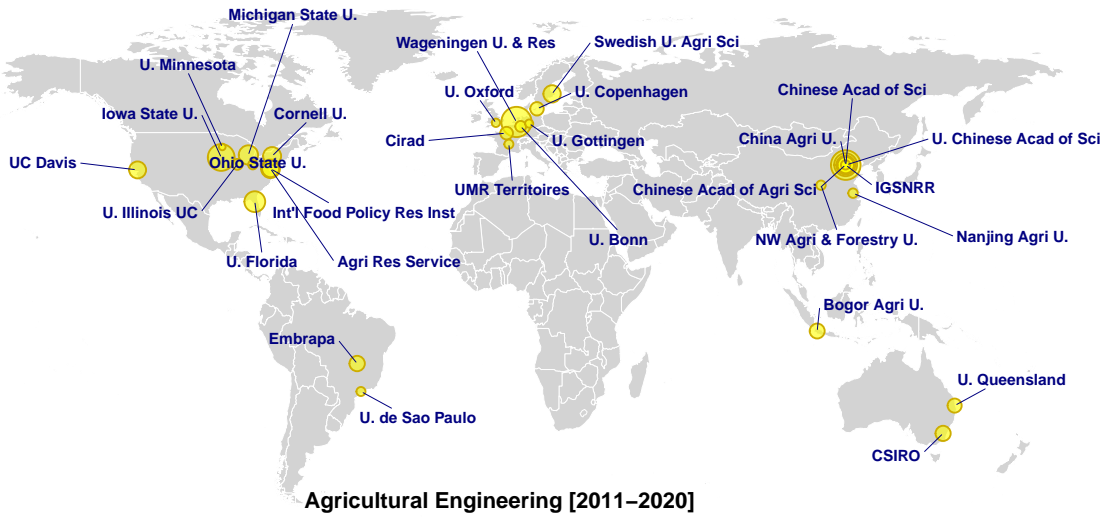 Michigan State U.
Wageningen U. & Res
Swedish U. Agri Sci
U. Minnesota
U. Oxford
U. Copenhagen
Chinese Acad of Sci
Iowa State U.
Cornell U.
Cirad
U. Gottingen
China Agri U.
U. Chinese Acad of Sci
UC Davis
Ohio State U.
UMR Territoires
Chinese Acad of Agri Sci
IGSNRR
U. Illinois UC
Int'l Food Policy Res Inst
U. Bonn
NW Agri & Forestry U.
Nanjing Agri U.
U. Florida
Agri Res Service
Bogor Agri U.
Embrapa
U. de Sao Paulo
U. Queensland
CSIRO
Agricultural Engineering [2011–2020]